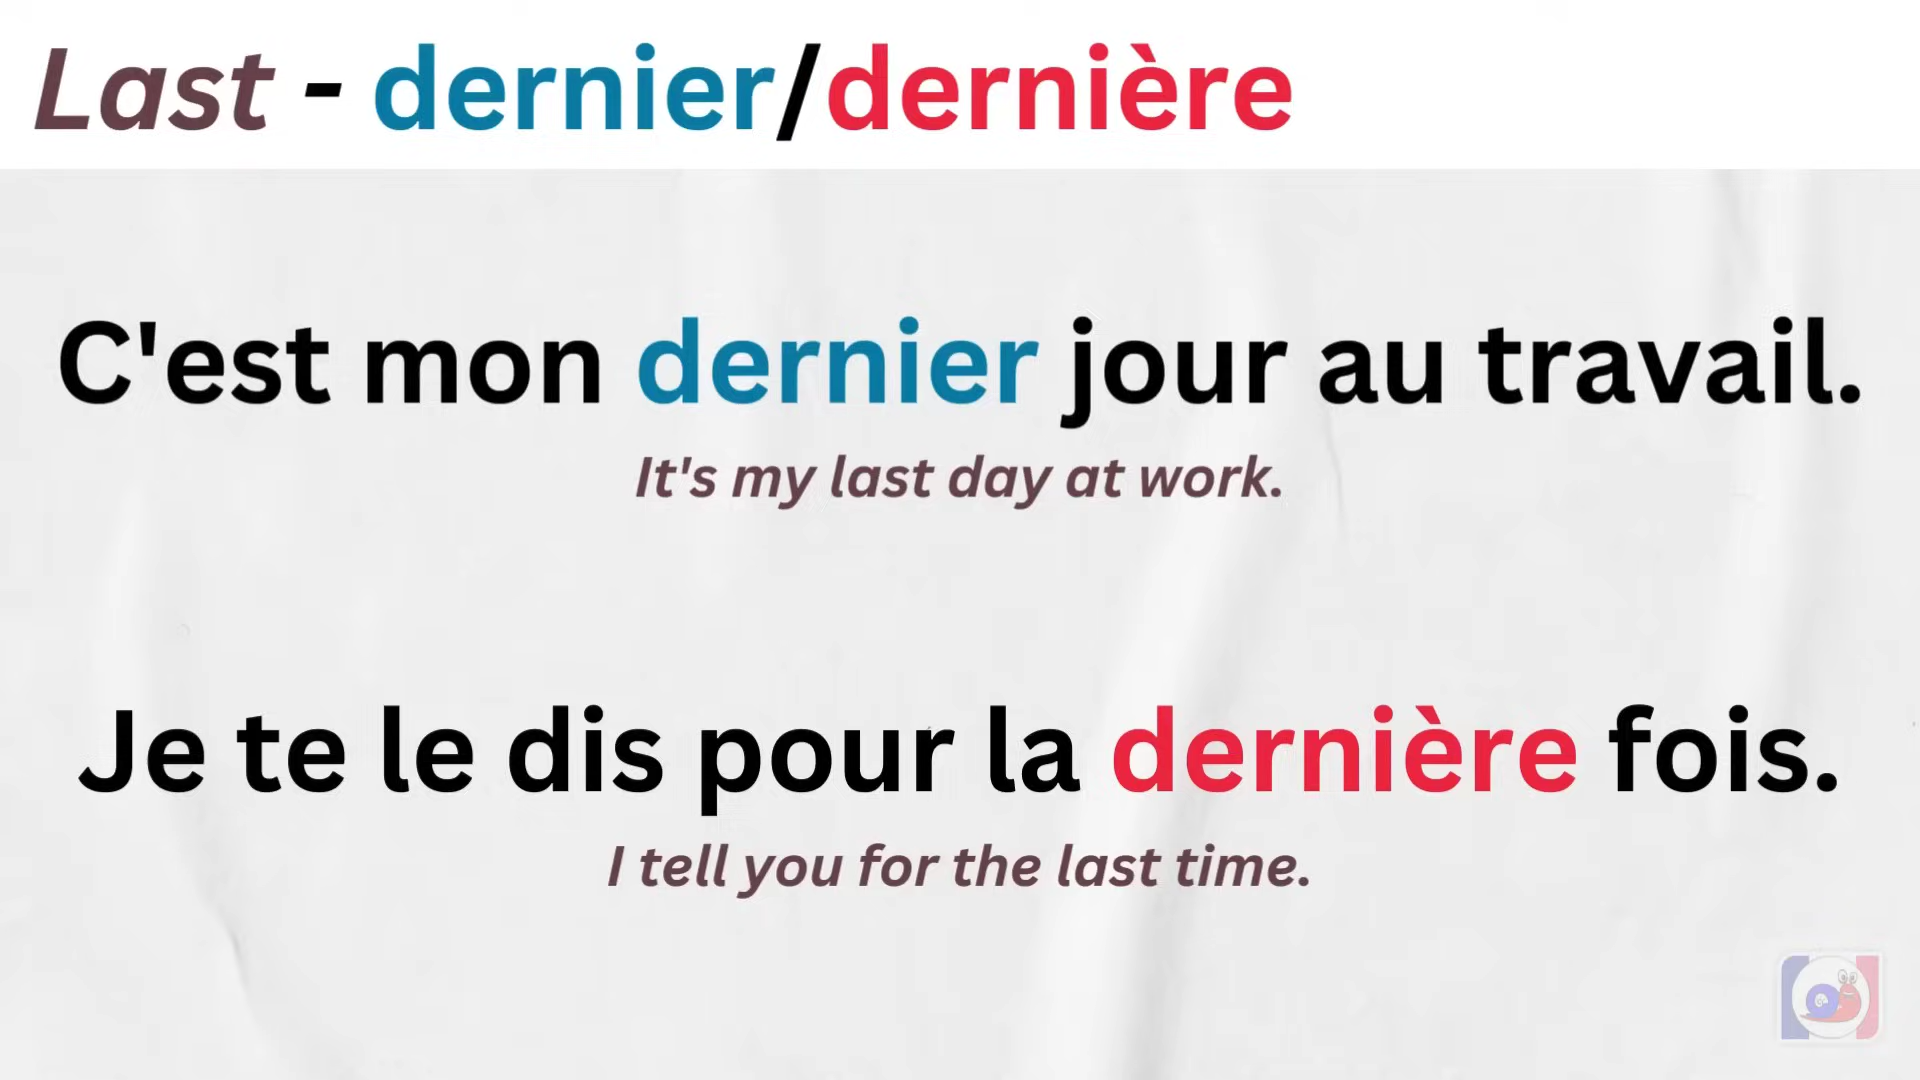 Last - dernier/dernière
C'est mon dernier jour au travail.
It's my last day at work.
Je te le dis pour la dernière fois.
I tell you for the last time.